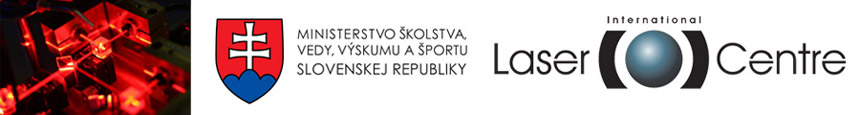 MINISTERSTVO ŠKOLSTVA,
VEDY, VÝSKUMU A ŠPORTU
SLOVENSKEJ REPUBLIKY
International
Laser Centre